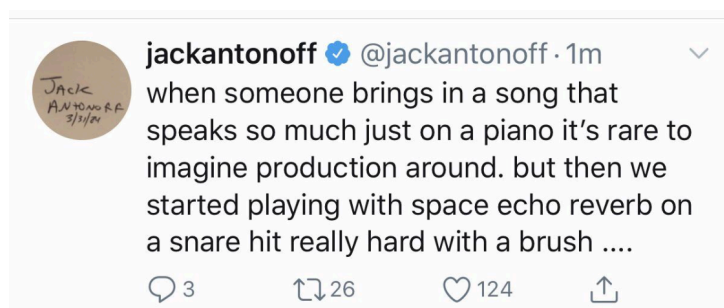 jackantonoff @jackantonoff · 1m
JACK
ANTONOFF
3/31/84
when someone brings in a song that
speaks so much just on a piano it’s rare to
imagine production around. but then we
started playing with space echo reverb on
a snare hit really hard with a brush ....
3 26 124